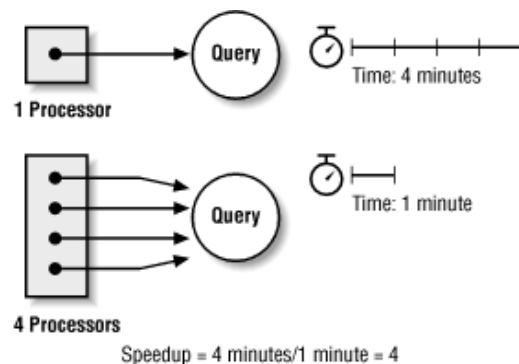 Query
Time: 4 minutes
1 Processor
Query
Time: 1 minute
4 Processors
Speedup = 4 minutes/1 minute = 4